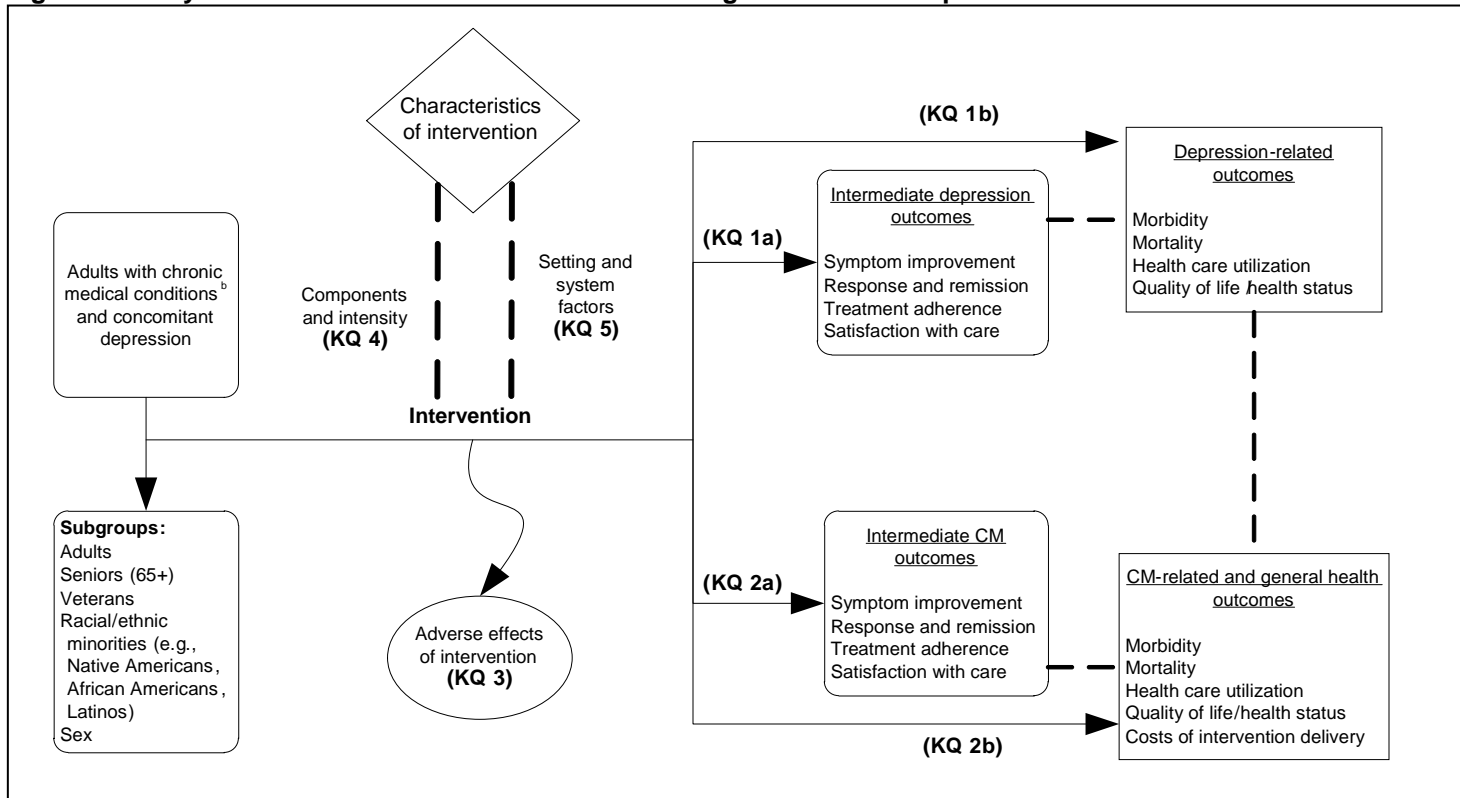 Characteristics
of intervention
(KQ 1b)
Depression-related
outcomes
Morbidity
Mortality
Health care utilization
Quality of life /health status
Intermediate depression
outcomes
(KQ 1a)
Symptom improvement
Response and remission
Treatment adherence
Satisfaction with care
Adults with chronic
medical conditions b
and concomitant
depression
Components
and intensity
(KQ 4)
Setting and
system
factors
(KQ 5)
Intervention
Subgroups:
Adults
Seniors (65+)
Veterans
Racial/ethnic
minorities (e.g.,
Native Americans,
African Americans,
Latinos)
Sex
Adverse effects
of intervention
(KQ 3)
(KQ 2a)
Intermediate CM
outcomes
Symptom improvement
Response and remission
Treatment adherence
Satisfaction with care
CM-related and general health
outcomes
Morbidity
Mortality
Health care utilization
Quality of life/health status
Costs of intervention delivery
(KQ 2b)